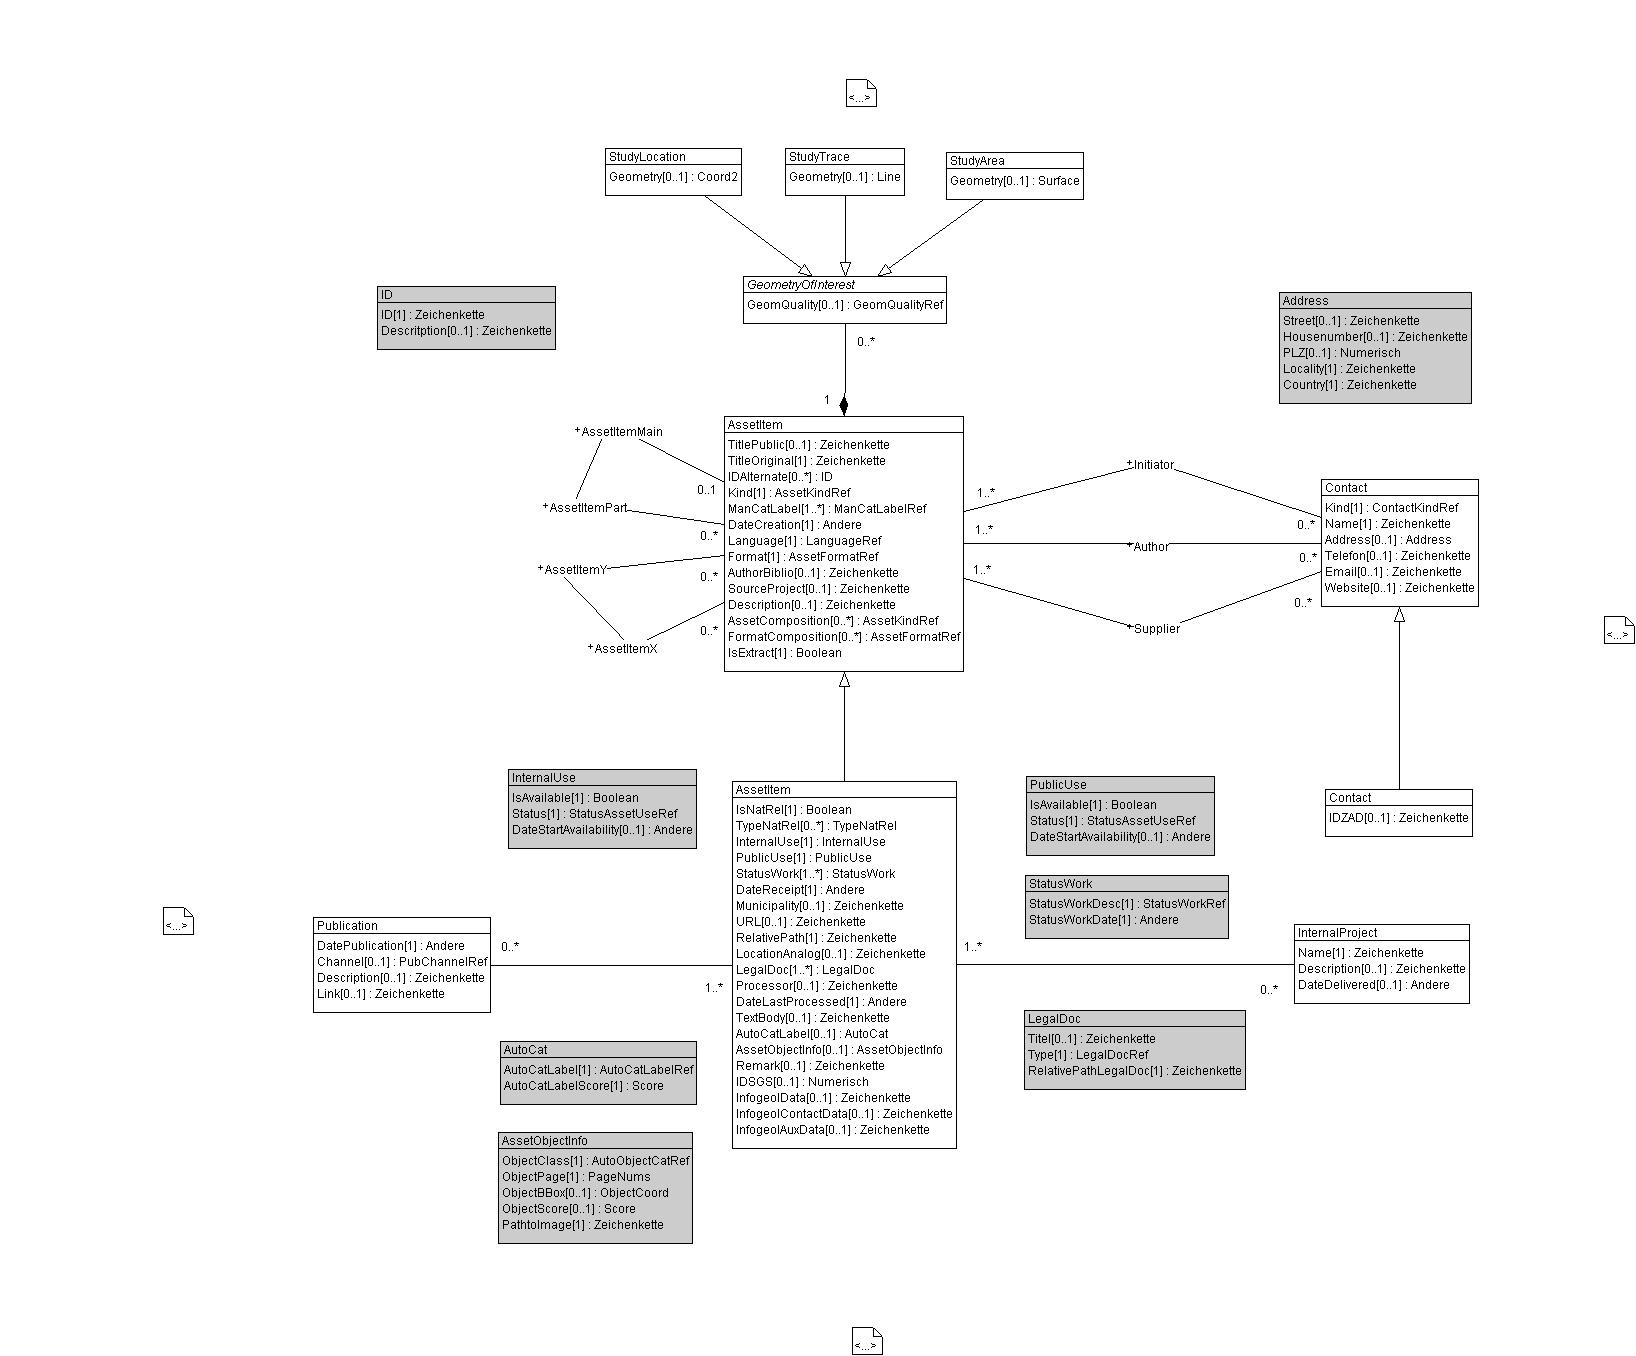 <...>
StudyLocation
Geometry[0..1] : Coord2
StudyTrace
Geometry[0..1] : Line
StudyArea
Geometry[0..1] : Surface
GeometryOfInterest
GeomQuality[0..1] : GeomQualityRef
ID
ID[1] : Zeichenkette
Descritption[0..1] : Zeichenkette
Address
Street[0..1] : Zeichenkette
Housenumber[0..1] : Zeichenkette
PLZ[0..1] : Numerisch
Locality[1] : Zeichenkette
Country[1] : Zeichenkette
0..*
1
AssetItem
TitlePublic[0..1] : Zeichenkette
TitleOriginal[1] : Zeichenkette
IDAlternate[0..*] : ID
Kind[1] : AssetKindRef
ManCatLabel[1..*] : ManCatLabelRef
DateCreation[1] : Andere
Language[1] : LanguageRef
Format[1] : AssetFormatRef
AuthorBiblio[0..1] : Zeichenkette
SourceProject[0..1] : Zeichenkette
Description[0..1] : Zeichenkette
AssetComposition[0..*] : AssetKindRef
FormatComposition[0..*] : AssetFormatRef
IsExtract[1] : Boolean
+AssetItemMain
0..1
+AssetItemPart
0..*
+AssetItemY
0..*
0..*
+AssetItemX
+Initiator
1..*
0..*
1..*
+Author
0..*
1..*
0..*
+Supplier
Contact
Kind[1] : ContactKindRef
Name[1] : Zeichenkette
Address[0..1] : Address
Telefon[0..1] : Zeichenkette
Email[0..1] : Zeichenkette
Website[0..1] : Zeichenkette
<...>
InternalUse
IsAvailable[1] : Boolean
Status[1] : StatusAssetUseRef
DateStartAvailability[0..1] : Andere
AssetItem
IsNatRel[1] : Boolean
TypeNatRel[0..*] : TypeNatRel
InternalUse[1] : InternalUse
PublicUse[1] : PublicUse
StatusWork[1..*] : StatusWork
DateReceipt[1] : Andere
Municipality[0..1] : Zeichenkette
URL[0..1] : Zeichenkette
RelativePath[1] : Zeichenkette
LocationAnalog[0..1] : Zeichenkette
LegalDoc[1..*] : LegalDoc
Processor[0..1] : Zeichenkette
DateLastProcessed[1] : Andere
TextBody[0..1] : Zeichenkette
AutoCatLabel[0..1] : AutoCat
AssetObjectInfo[0..1] : AssetObjectInfo
Remark[0..1] : Zeichenkette
IDSGS[0..1] : Numerisch
InfogeolData[0..1] : Zeichenkette
InfogeolContactData[0..1] : Zeichenkette
InfogeolAuxData[0..1] : Zeichenkette
PublicUse
IsAvailable[1] : Boolean
Status[1] : StatusAssetUseRef
DateStartAvailability[0..1] : Andere
Contact
IDZAD[0..1] : Zeichenkette
StatusWork
StatusWorkDesc[1] : StatusWorkRef
StatusWorkDate[1] : Andere
<...>
Publication
DatePublication[1] : Andere
Channel[0..1] : PubChannelRef
Description[0..1] : Zeichenkette
Link[0..1] : Zeichenkette
0..*
1..*
1..*
0..*
InternalProject
Name[1] : Zeichenkette
Description[0..1] : Zeichenkette
DateDelivered[0..1] : Andere
LegalDoc
Titel[0..1] : Zeichenkette
Type[1] : LegalDocRef
RelativePathLegalDoc[1] : Zeichenkette
AutoCat
AutoCatLabel[1] : AutoCatLabelRef
AutoCatLabelScore[1] : Score
AssetObjectInfo
ObjectClass[1] : AutoObjectCatRef
ObjectPage[1] : PageNums
ObjectBBox[0..1] : ObjectCoord
ObjectScore[0..1] : Score
PathtoImage[1] : Zeichenkette
<...>